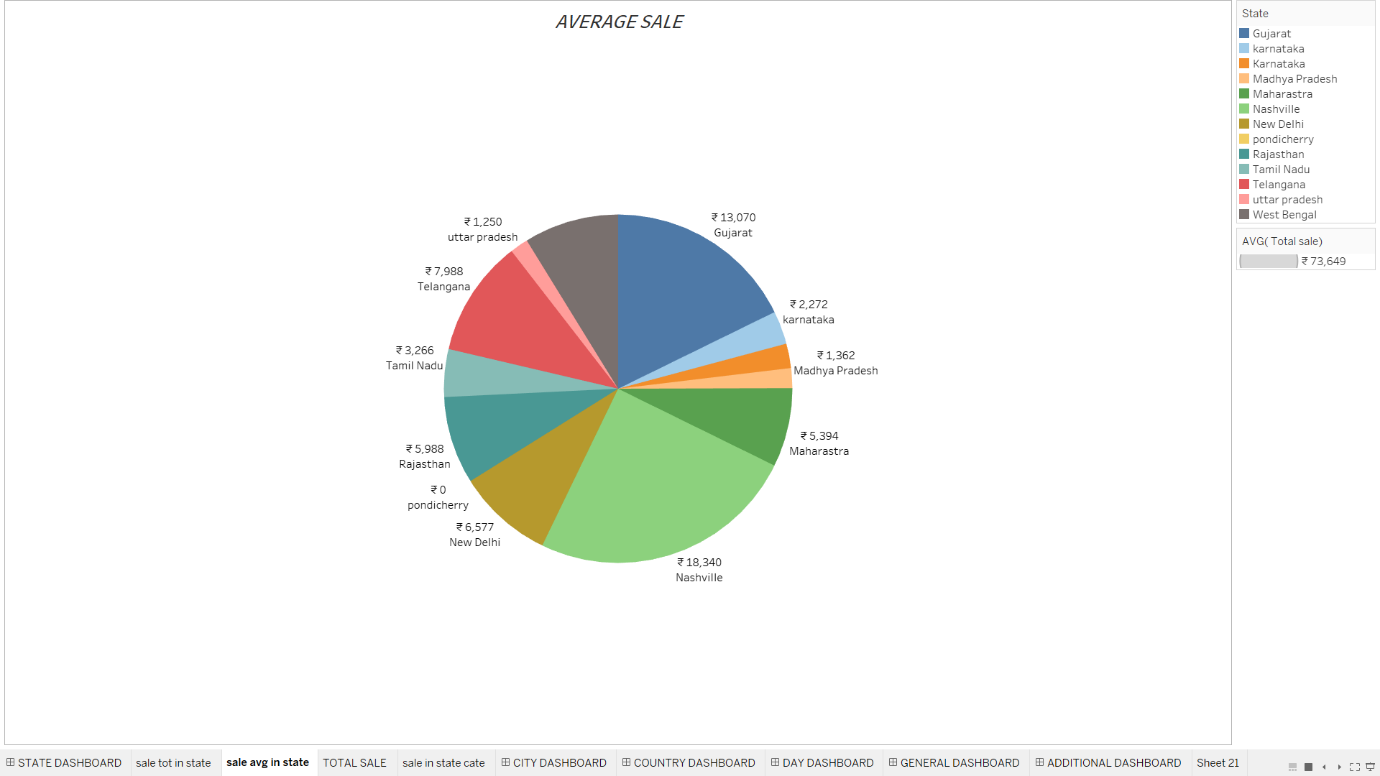 AVERAGE SALE
₹ 13,070
Gujarat
₹ 2,272
karnataka
₹ 1,362
Madhya Pradesh
₹ 5,394
Maharastra
₹ 18,340
Nashville
₹ 6,577
New Delhi
₹ 0
pondicherry
₹ 5,988
Rajasthan
₹ 3,266
Tamil Nadu
₹ 7,988
Telangana
₹ 1,250
uttar pradesh
State
Gujarat
karnataka
Karnataka
Madhya Pradesh
Maharastra
Nashville
New Delhi
pondicherry
Rajasthan
Tamil Nadu
Telangana
uttar pradesh
West Bengal
AVG( Total sale)
₹ 73,649
STATE DASHBOARD sale tot in state sale avg in state TOTAL SALE sale in state cate CITY DASHBOARD COUNTRY DASHBOARD DAY DASHBOARD GENERAL DASHBOARD ADDITIONAL DASHBOARD Sheet 21